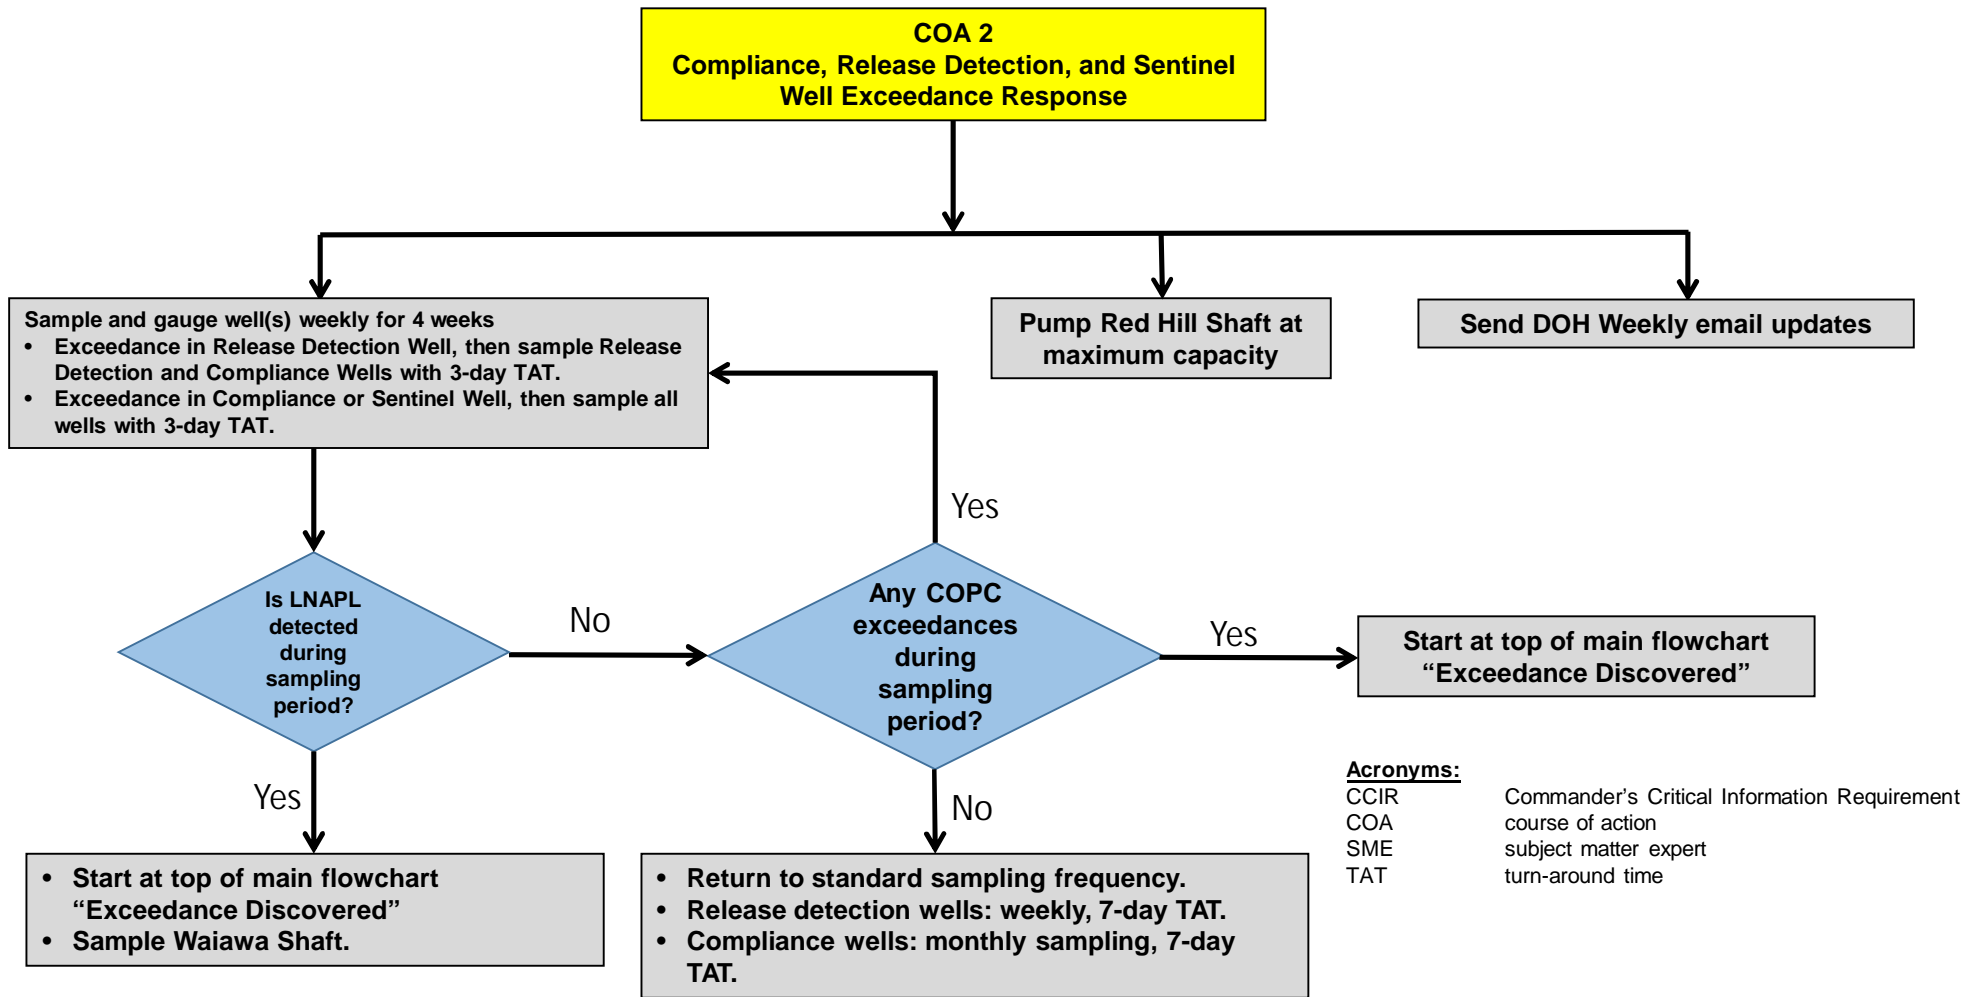 COA 2
Compliance, Release Detection, and Sentinel
Well Exceedance Response
Sample and gauge well(s) weekly for 4 weeks
• Exceedance in Release Detection Well, then sample Release
Detection and Compliance Wells with 3-day TAT.
• Exceedance in Compliance or Sentinel Well, then sample all
wells with 3-day TAT.
Pump Red Hill Shaft at
maximum capacity
Send DOH Weekly email updates
Yes
Is LNAPL
detected
during
sampling
period?
No
Any COPC
exceedances
during
sampling
period?
Yes
Start at top of main flowchart
“Exceedance Discovered”
Yes
No
• Start at top of main flowchart
“Exceedance Discovered”
• Sample Waiawa Shaft.
• Return to standard sampling frequency.
• Release detection wells: weekly, 7-day TAT.
• Compliance wells: monthly sampling, 7-day
TAT.
Acronyms:
CCIR Commander’s Critical Information Requirement
COA course of action
SME subject matter expert
TAT turn-around time